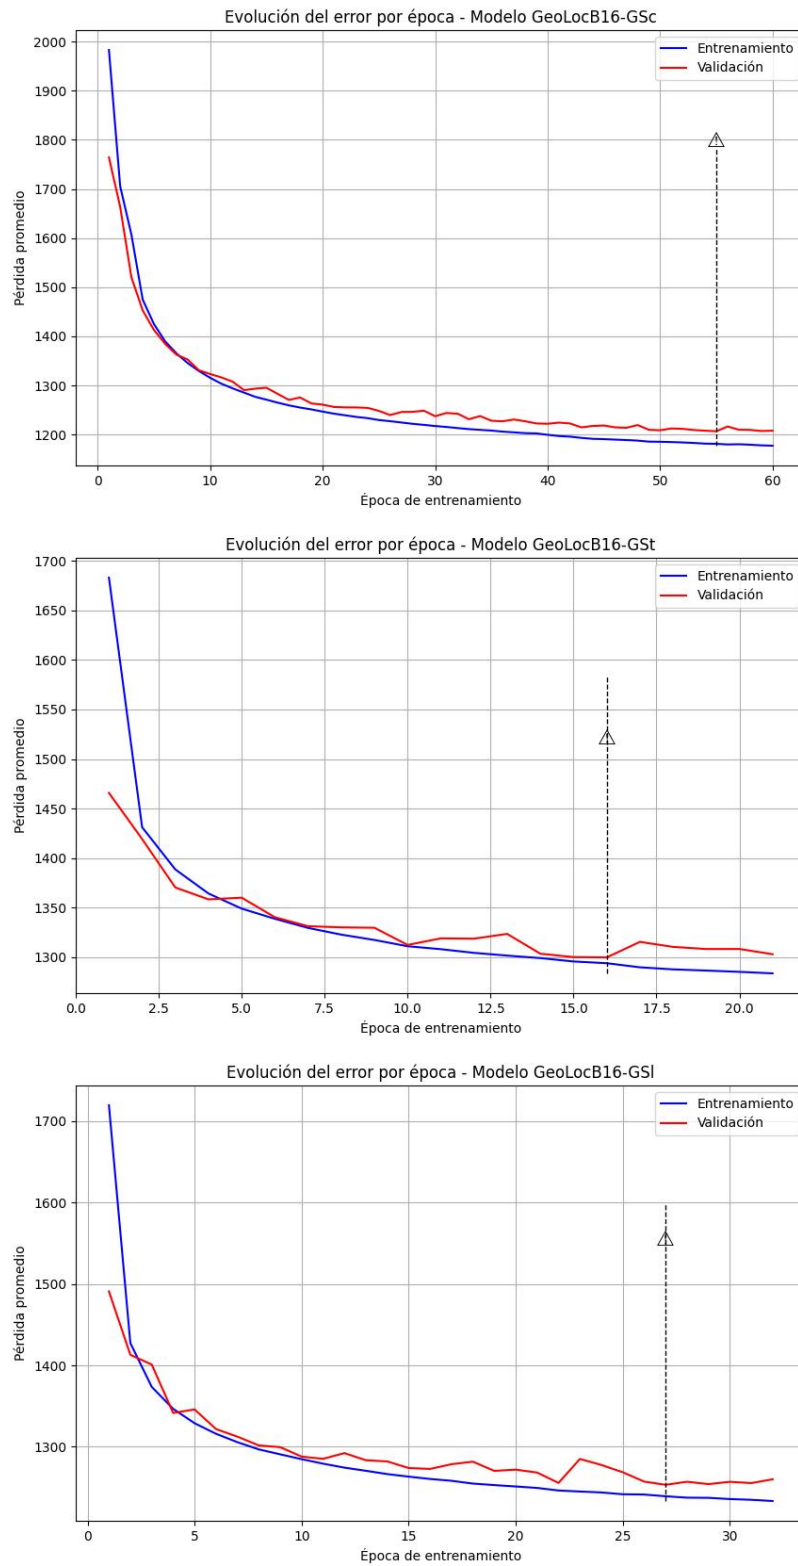 Evolución del error por época - Modelo GeoLocB16-GSc
Entrenamiento
Validación
2000
1900
1800
1700
1600
1500
1400
1300
1200
Pérdida promedio
0 10 20 30 40 50 60
Época de entrenamiento
Evolución del error por época - Modelo GeoLocB16-GSt
Entrenamiento
Validación
1700
1650
1600
1550
1500
1450
1400
1350
1300
Pérdida promedio
0.0 2.5 5.0 7.5 10.0 12.5 15.0 17.5 20.0
Época de entrenamiento
Evolución del error por época - Modelo GeoLocB16-GSl
Entrenamiento
Validación
1700
1600
1500
1400
1300
Pérdida promedio
0 5 10 15 20 25 30
Época de entrenamiento